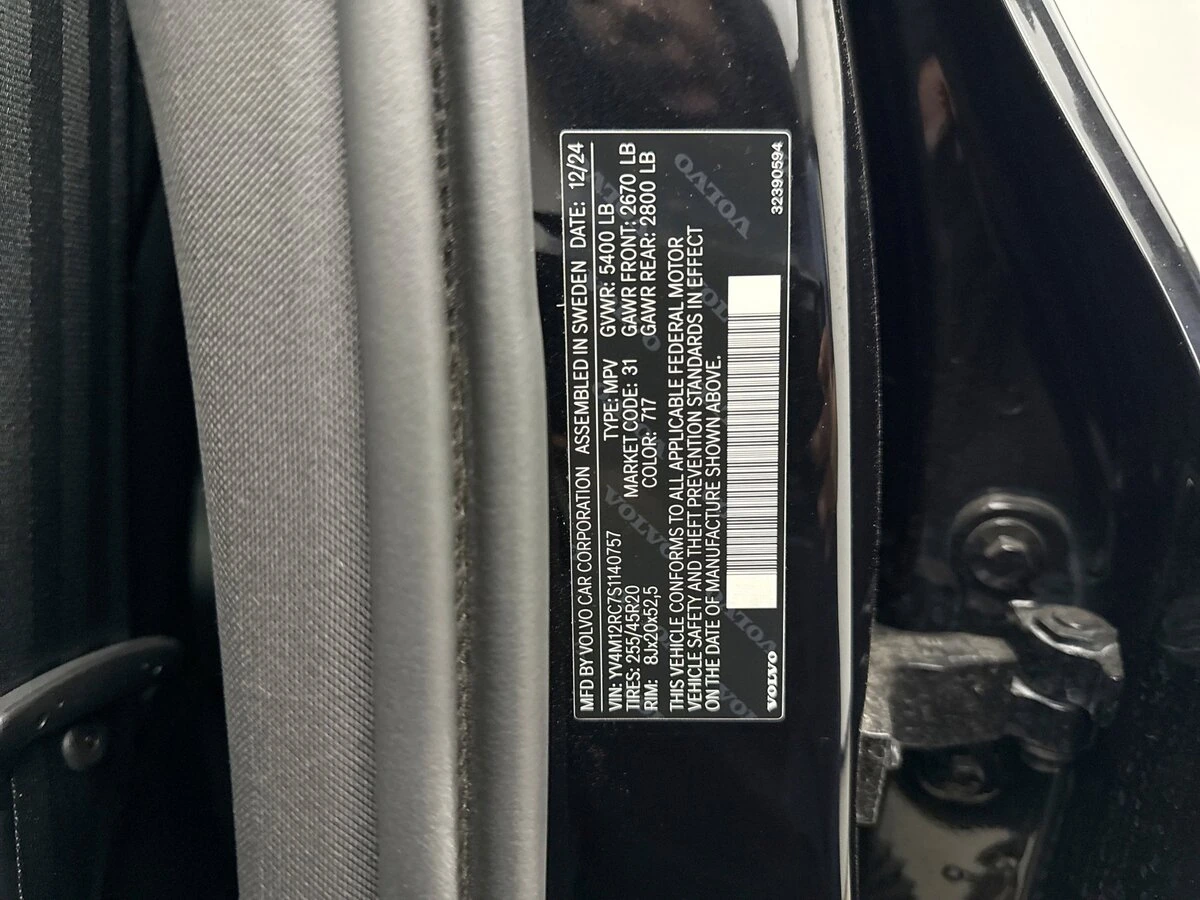 MFD BY VOLVO CAR CORPORATION ASSEMBLED IN SWEDEN DATE: 12/24
VIN: YV4M12RC7S1140757 TYPE: MPV GVWR: 5400 LB
TIRES: 255/45R20 MARKET CODE: 31 GAWR FRONT: 2670 LB
RIM: 8Jx20x52,5 COLOR: 717 GAWR REAR: 2800 LB
THIS VEHICLE CONFORMS TO ALL APPLICABLE FEDERAL MOTOR
VEHICLE SAFETY AND THEFT PREVENTION STANDARDS IN EFFECT
ON THE DATE OF MANUFACTURE SHOWN ABOVE.
VOLVO 32390594